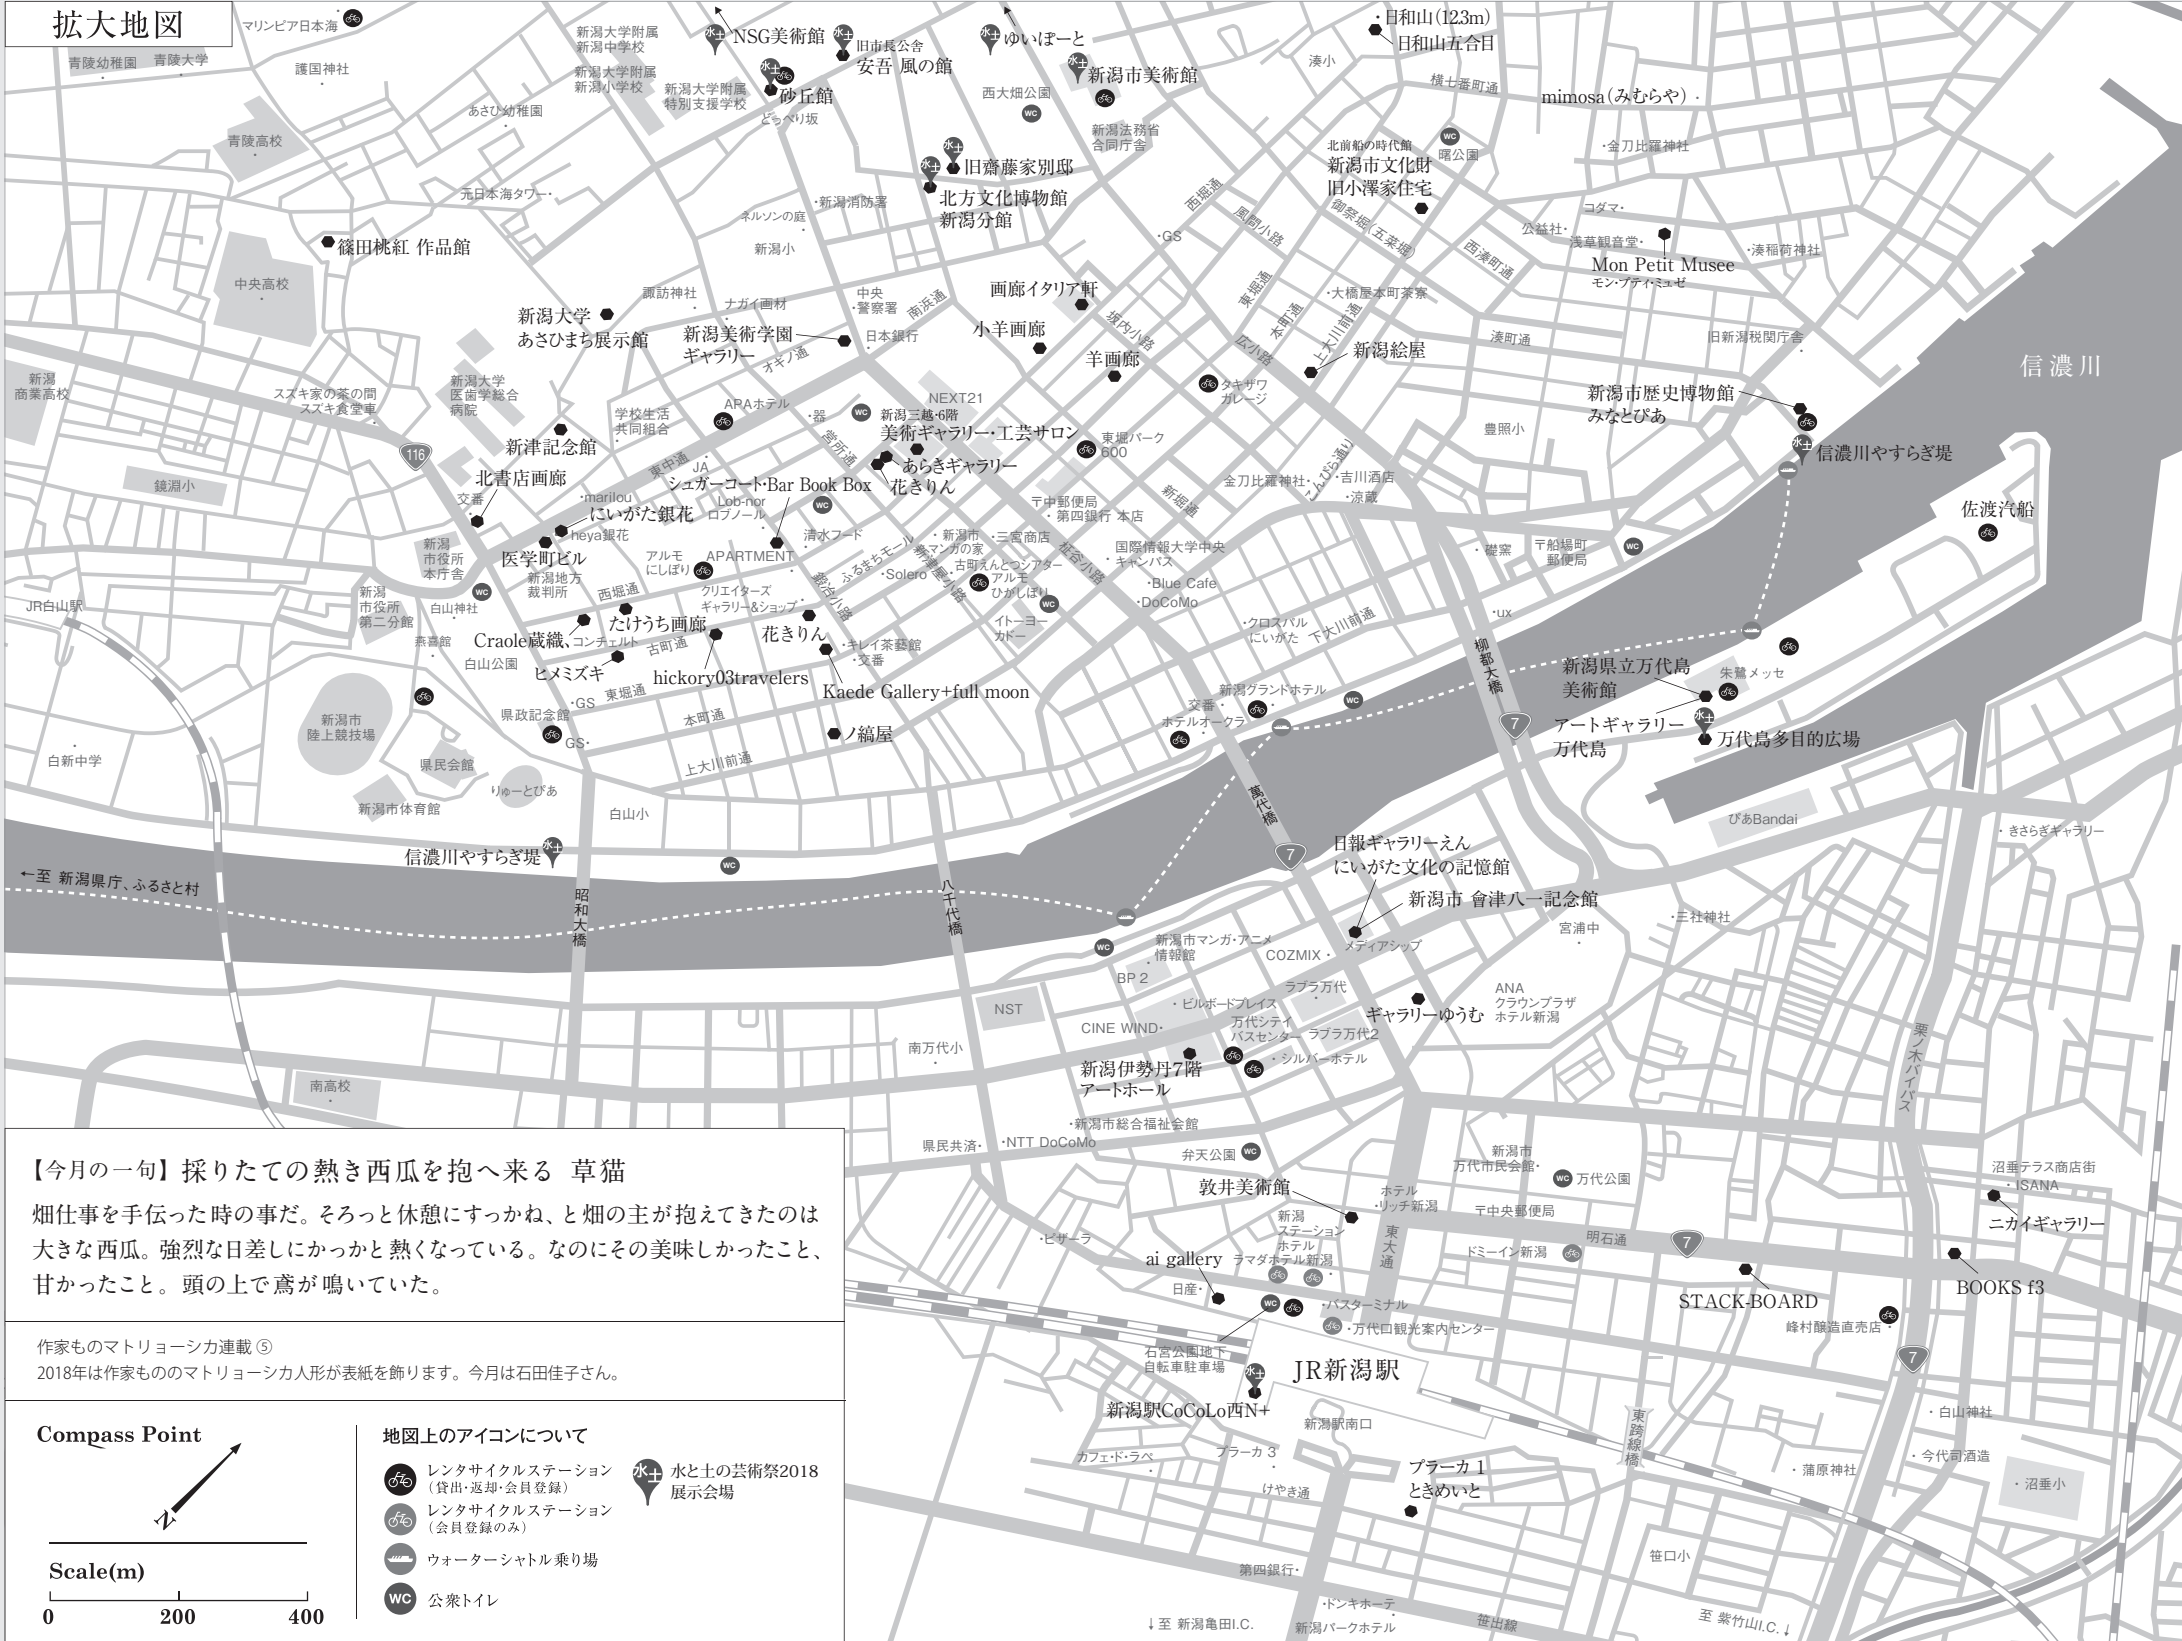 拡大地図
マリンピア日本海
青陵幼稚園
青陵大学
護国神社
新潟大学附属
新潟中学校
新潟大学附属
新潟小学校
新潟大学附属
特別支援学校
あさひ幼稚園
青陵高校
元日本海タワー
NSG美術館
旧市長公舎
安吾 風の館
砂丘館
どっぺり坂
ゆいぽーと
新潟市美術館
西大畑公園
WC
新潟法務省
合同庁舎
日和山(12.3m)
日和山五合目
湊小
横七番町通
mimosa(みむらや)
金刀比羅神社
WC
曙公園
北前船の時代館
新潟市文化財
旧小澤家住宅
旧齋藤家別邸
北方文化博物館
新潟分館
新潟消防署
ネルソンの庭
新潟小
西堀通
風間小路
御祭堀(五菜堀)
西湊町通
GS
コダマ
公益社
浅草観音堂
Mon Petit Musee
モン・プティ・ミュゼ
湊稲荷神社
篠田桃紅 作品館
中央高校
諏訪神社
ナガイ画材
中央
警察署
南浜通
日本銀行
新潟大学
あさひまち展示館
新潟美術学園
ギャラリー
オギノ通
画廊イタリア軒
小羊画廊
坂内小路
羊画廊
東堀通
本町通
上大川前通
広小路
大橋屋本町茶寮
新潟絵屋
湊町通
旧新潟税関庁舎
新潟市歴史博物館
みなとぴあ
信濃川
信濃川やすらぎ堤
佐渡汽船
新潟
商業高校
スズキ家の茶の間
スズキ食堂車
新潟大学
医歯学総合
病院
学校生活
共同組合
APAホテル
器
WC
NEXT21
新潟三越・6階
美術ギャラリー・工芸サロン
タキザワ
ガレージ
豊照小
116
新津記念館
北書店画廊
交番
鏡淵小
東中通
JA
営所通
あらきギャラリー
花きりん
東堀パーク
600
シュガーコート・Bar Book Box
marilou
にいがた銀花
heya銀花
Lob-nor
ロブノール
WC
清水フード
〒中郵便局
第四銀行 本店
新堀通
金刀比羅神社
こんぴら通り
吉川酒店
涼蔵
医学町ビル
新潟地方
裁判所
新潟
市役所
本庁舎
アルモ
にしぼり
APARTMENT
ふるまちモール
Solero
新潟市
マンガの家
三宮商店
古町えんとつシアター
アルモ
ひがしぼり
新津屋小路
柾谷小路
国際情報大学中央
キャンパス
Blue Cafe
DoCoMo
礎窯
〒船場町
郵便局
WC
JR白山駅
新潟
市役所
第二分館
WC
白山神社
燕喜館
白山公園
西堀通
クリエイターズ
ギャラリー&ショップ
鍛冶小路
WC
イトーヨー
カドー
クロスパル
にいがた
下大川前通
ux
Craole蔵織、
コンチェルト
たけうち画廊
ヒメミズキ
古町通
hickory03travelers
花きりん
キレイ茶藝館
交番
Kaede Gallery+full moon
柳都大橋
新潟県立万代島
美術館
朱鷺メッセ
アートギャラリー
万代島
万代島多目的広場
新潟市
陸上競技場
県政記念館
GS
GS
東堀通
本町通
上大川前通
ノ縞屋
新潟グランドホテル
交番
ホテルオークラ
WC
7
白新中学
県民会館
りゅーとぴあ
新潟市体育館
白山小
萬代橋
7
ぴあBandai
きさらぎギャラリー
←至 新潟県庁、ふるさと村
信濃川やすらぎ堤
WC
昭和大橋
八千代橋
日報ギャラリーえん
にいがた文化の記憶館
新潟市 會津八一記念館
メディアシップ
宮浦中
三社神社
WC
新潟市マンガ・アニメ
情報館
BP 2
COZMIX
ラブラ万代
ギャラリーゆうむ
ANA
クラウンプラザ
ホテル新潟
NST
CINE WIND
ビルボードプレイス
万代シテイ
バスセンター
ラブラ万代2
シルバーホテル
新潟伊勢丹7階
アートホール
南万代小
栗ノ木バイパス
南高校
新潟市総合福祉会館
県民共済
NTT DoCoMo
弁天公園
WC
新潟市
万代市民会館
WC
万代公園
沼垂テラス商店街
ISANA
ニカイギャラリー
敦井美術館
ホテル
リッチ新潟
〒中央郵便局
新潟
ステーション
ホテル
東大通
明石通
7
ドミーイン新潟
ピザーラ
ai gallery
ラマダホテル新潟
日産
STACK-BOARD
BOOKS f3
WC
バスターミナル
万代口観光案内センター
峰村醸造直売店
7
石宮公園地下
自転車駐車場
JR新潟駅
新潟駅CoCoLo西N+
新潟駅南口
東跨線橋
白山神社
今代司酒造
カフェ・ド・ラペ
プラーカ 3
けやき通
プラーカ 1
ときめいと
蒲原神社
沼垂小
笹口小
第四銀行
ドンキホーテ
新潟パークホテル
笹出線
↓至 新潟亀田I.C.
至 紫竹山I.C.↓
【今月の一句】 採りたての熱き西瓜を抱へ来る 草猫
畑仕事を手伝った時の事だ。そろっと休憩にすっかね、と畑の主が抱えてきたのは
大きな西瓜。強烈な日差しにかっかと熱くなっている。なのにその美味しかったこと、
甘かったこと。頭の上で鳶が鳴いていた。
作家ものマトリョーシカ連載 ⑤
2018年は作家もののマトリョーシカ人形が表紙を飾ります。今月は石田佳子さん。
Compass Point
N
Scale(m)
0 200 400
地図上のアイコンについて
レンタサイクルステーション
(貸出・返却・会員登録)
レンタサイクルステーション
(会員登録のみ)
ウォーターシャトル乗り場
WC
公衆トイレ
水と土の芸術祭2018
展示会場